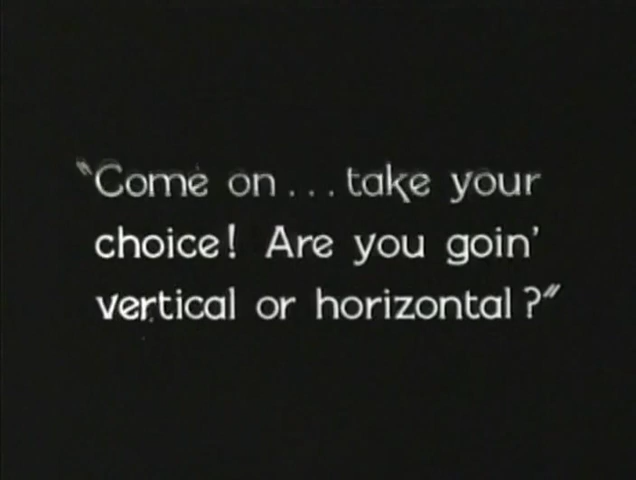 "Come on... take your
choice! Are you goin'
vertical or horizontal?"